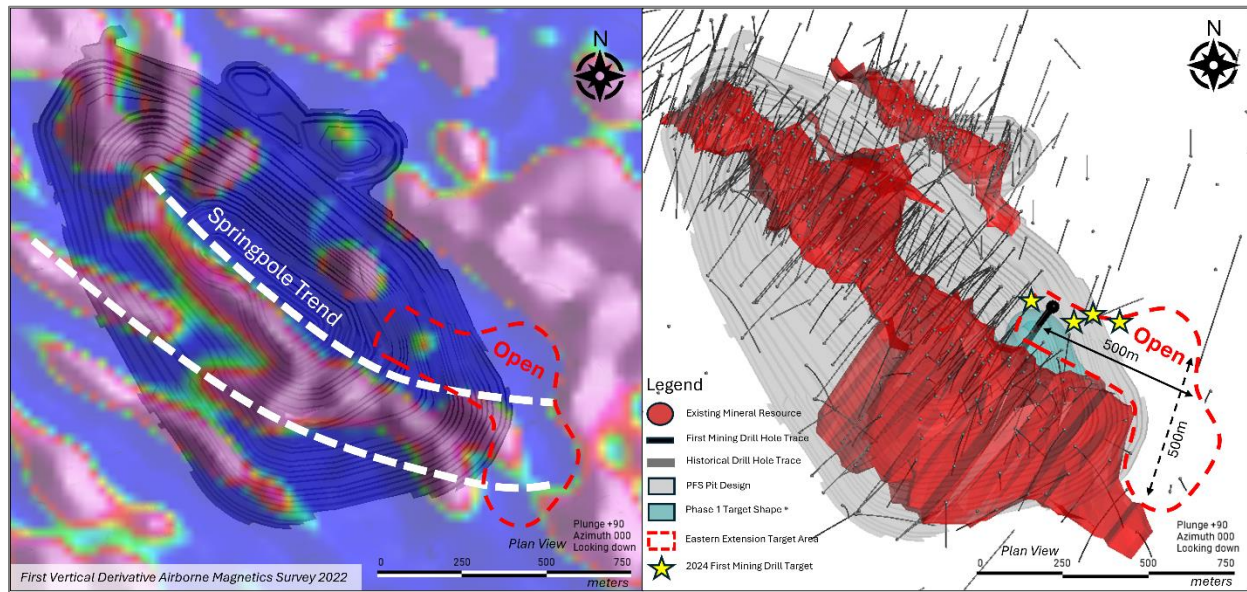 N
Springpole Trend
Open
Plunge +90
Azimuth 000
Looking down
Plan View
0 250 500 750
meters
First Vertical Derivative Airborne Magnetics Survey 2022
N
Open
500m
500m
Legend
Existing Mineral Resource
First Mining Drill Hole Trace
Historical Drill Hole Trace
PFS Pit Design
Phase 1 Target Shape *
Eastern Extension Target Area
2024 First Mining Drill Target
Plunge +90
Azimuth 000
Looking down
Plan View
0 250 500 750
meters